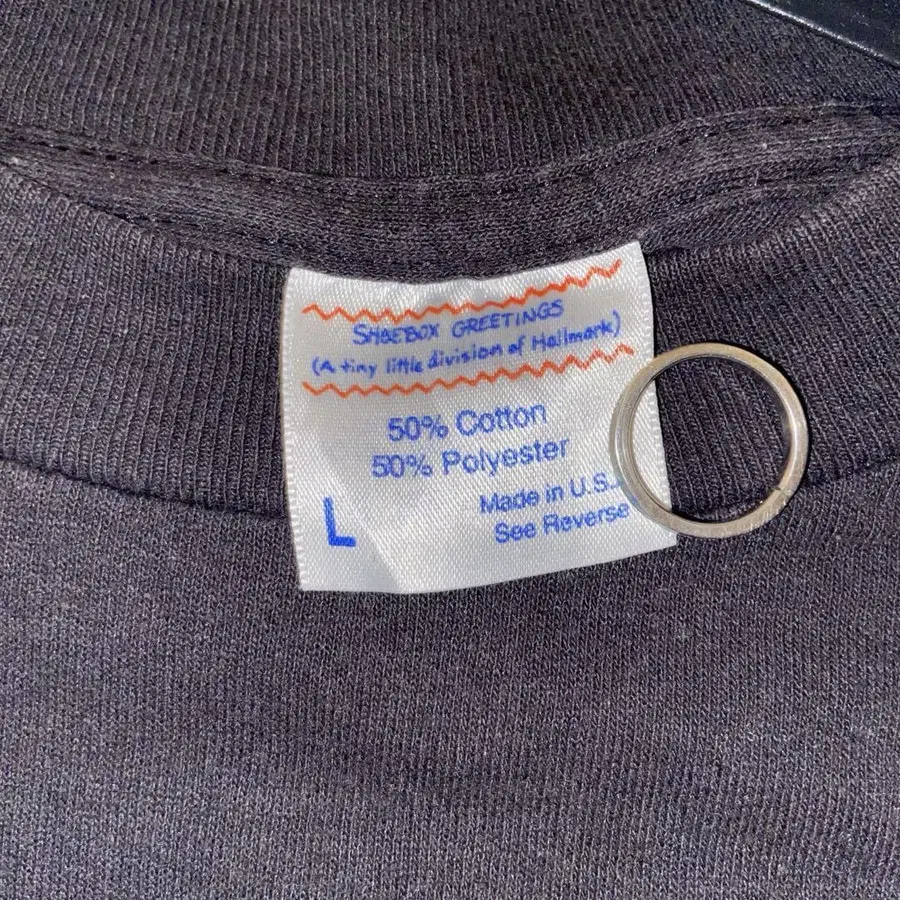 SHOEBOX GREETINGS
(A tiny little division of Hallmark)
50% Cotton
50% Polyester
L
Made in U.S.
See Reverse